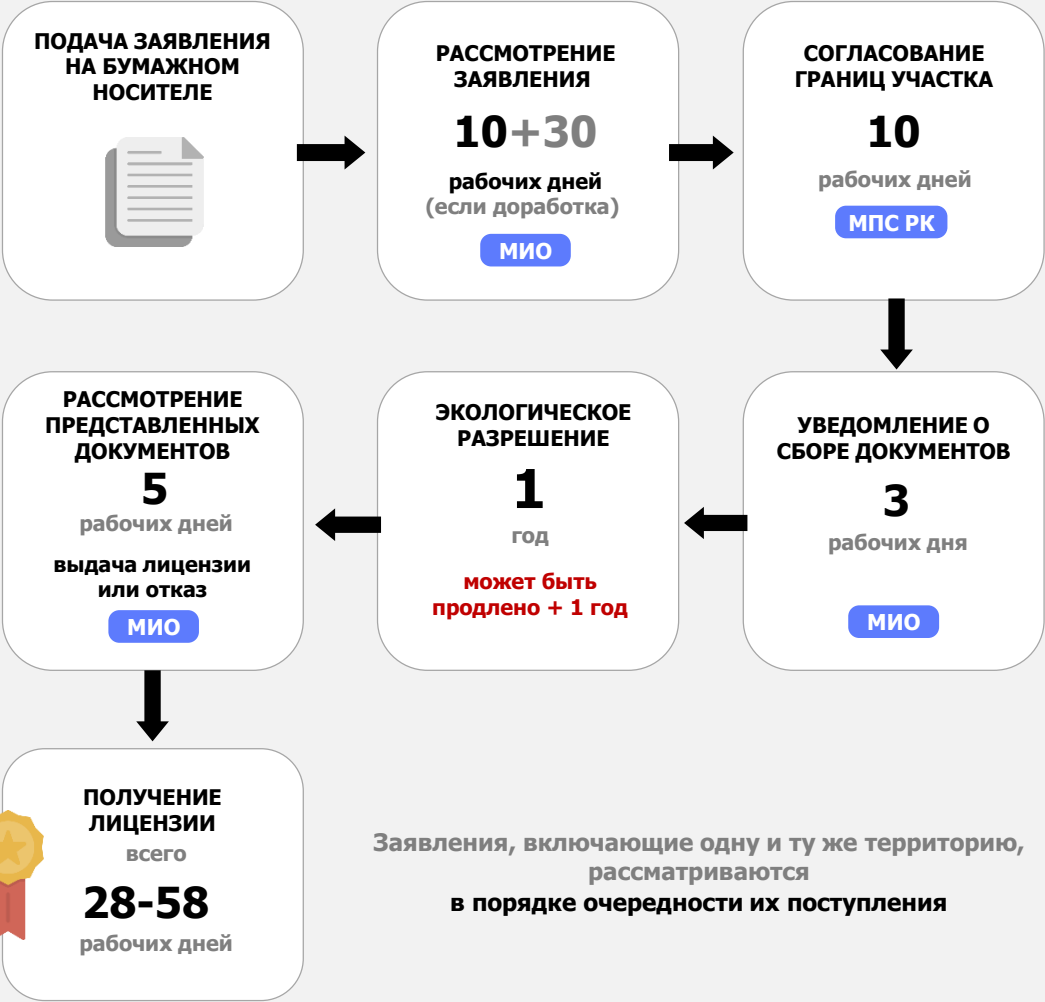 ПОДАЧА ЗАЯВЛЕНИЯ
НА БУМАЖНОМ
НОСИТЕЛЕ
РАССМОТРЕНИЕ
ЗАЯВЛЕНИЯ
10+30
рабочих дней
(если доработка)
МИО
СОГЛАСОВАНИЕ
ГРАНИЦ УЧАСТКА
10
рабочих дней
МПС РК
УВЕДОМЛЕНИЕ О
СБОРЕ ДОКУМЕНТОВ
3
рабочих дня
МИО
ЭКОЛОГИЧЕСКОЕ
РАЗРЕШЕНИЕ
1
год
может быть
продлено + 1 год
РАССМОТРЕНИЕ
ПРЕДСТАВЛЕННЫХ
ДОКУМЕНТОВ
5
рабочих дней
выдача лицензии
или отказ
МИО
ПОЛУЧЕНИЕ
ЛИЦЕНЗИИ
всего
28-58
рабочих дней
Заявления, включающие одну и ту же территорию,
рассматриваются
в порядке очередности их поступления